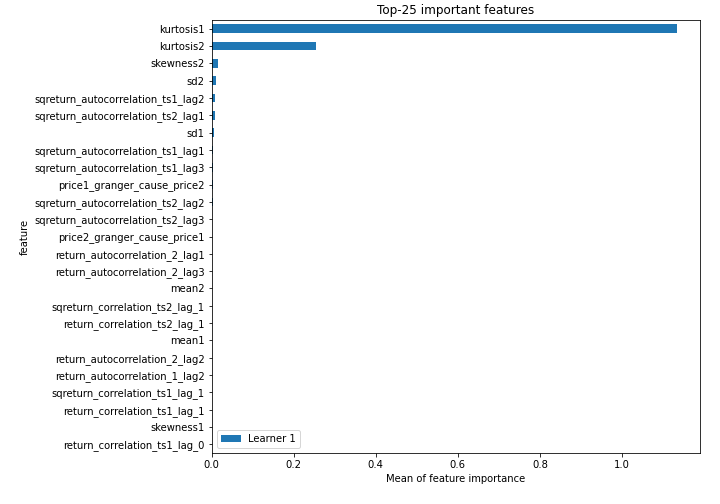 Top-25 important features
kurtosis1
kurtosis2
skewness2
sd2
sqreturn_autocorrelation_ts1_lag2
sqreturn_autocorrelation_ts2_lag1
sd1
sqreturn_autocorrelation_ts1_lag1
sqreturn_autocorrelation_ts1_lag3
price1_granger_cause_price2
sqreturn_autocorrelation_ts2_lag2
sqreturn_autocorrelation_ts2_lag3
price2_granger_cause_price1
return_autocorrelation_2_lag1
return_autocorrelation_2_lag3
mean2
sqreturn_correlation_ts2_lag_1
return_correlation_ts2_lag_1
mean1
return_autocorrelation_2_lag2
return_autocorrelation_1_lag2
sqreturn_correlation_ts1_lag_1
return_correlation_ts1_lag_1
skewness1
return_correlation_ts1_lag_0
feature
Learner 1
0.0 0.2 0.4 0.6 0.8 1.0
Mean of feature importance